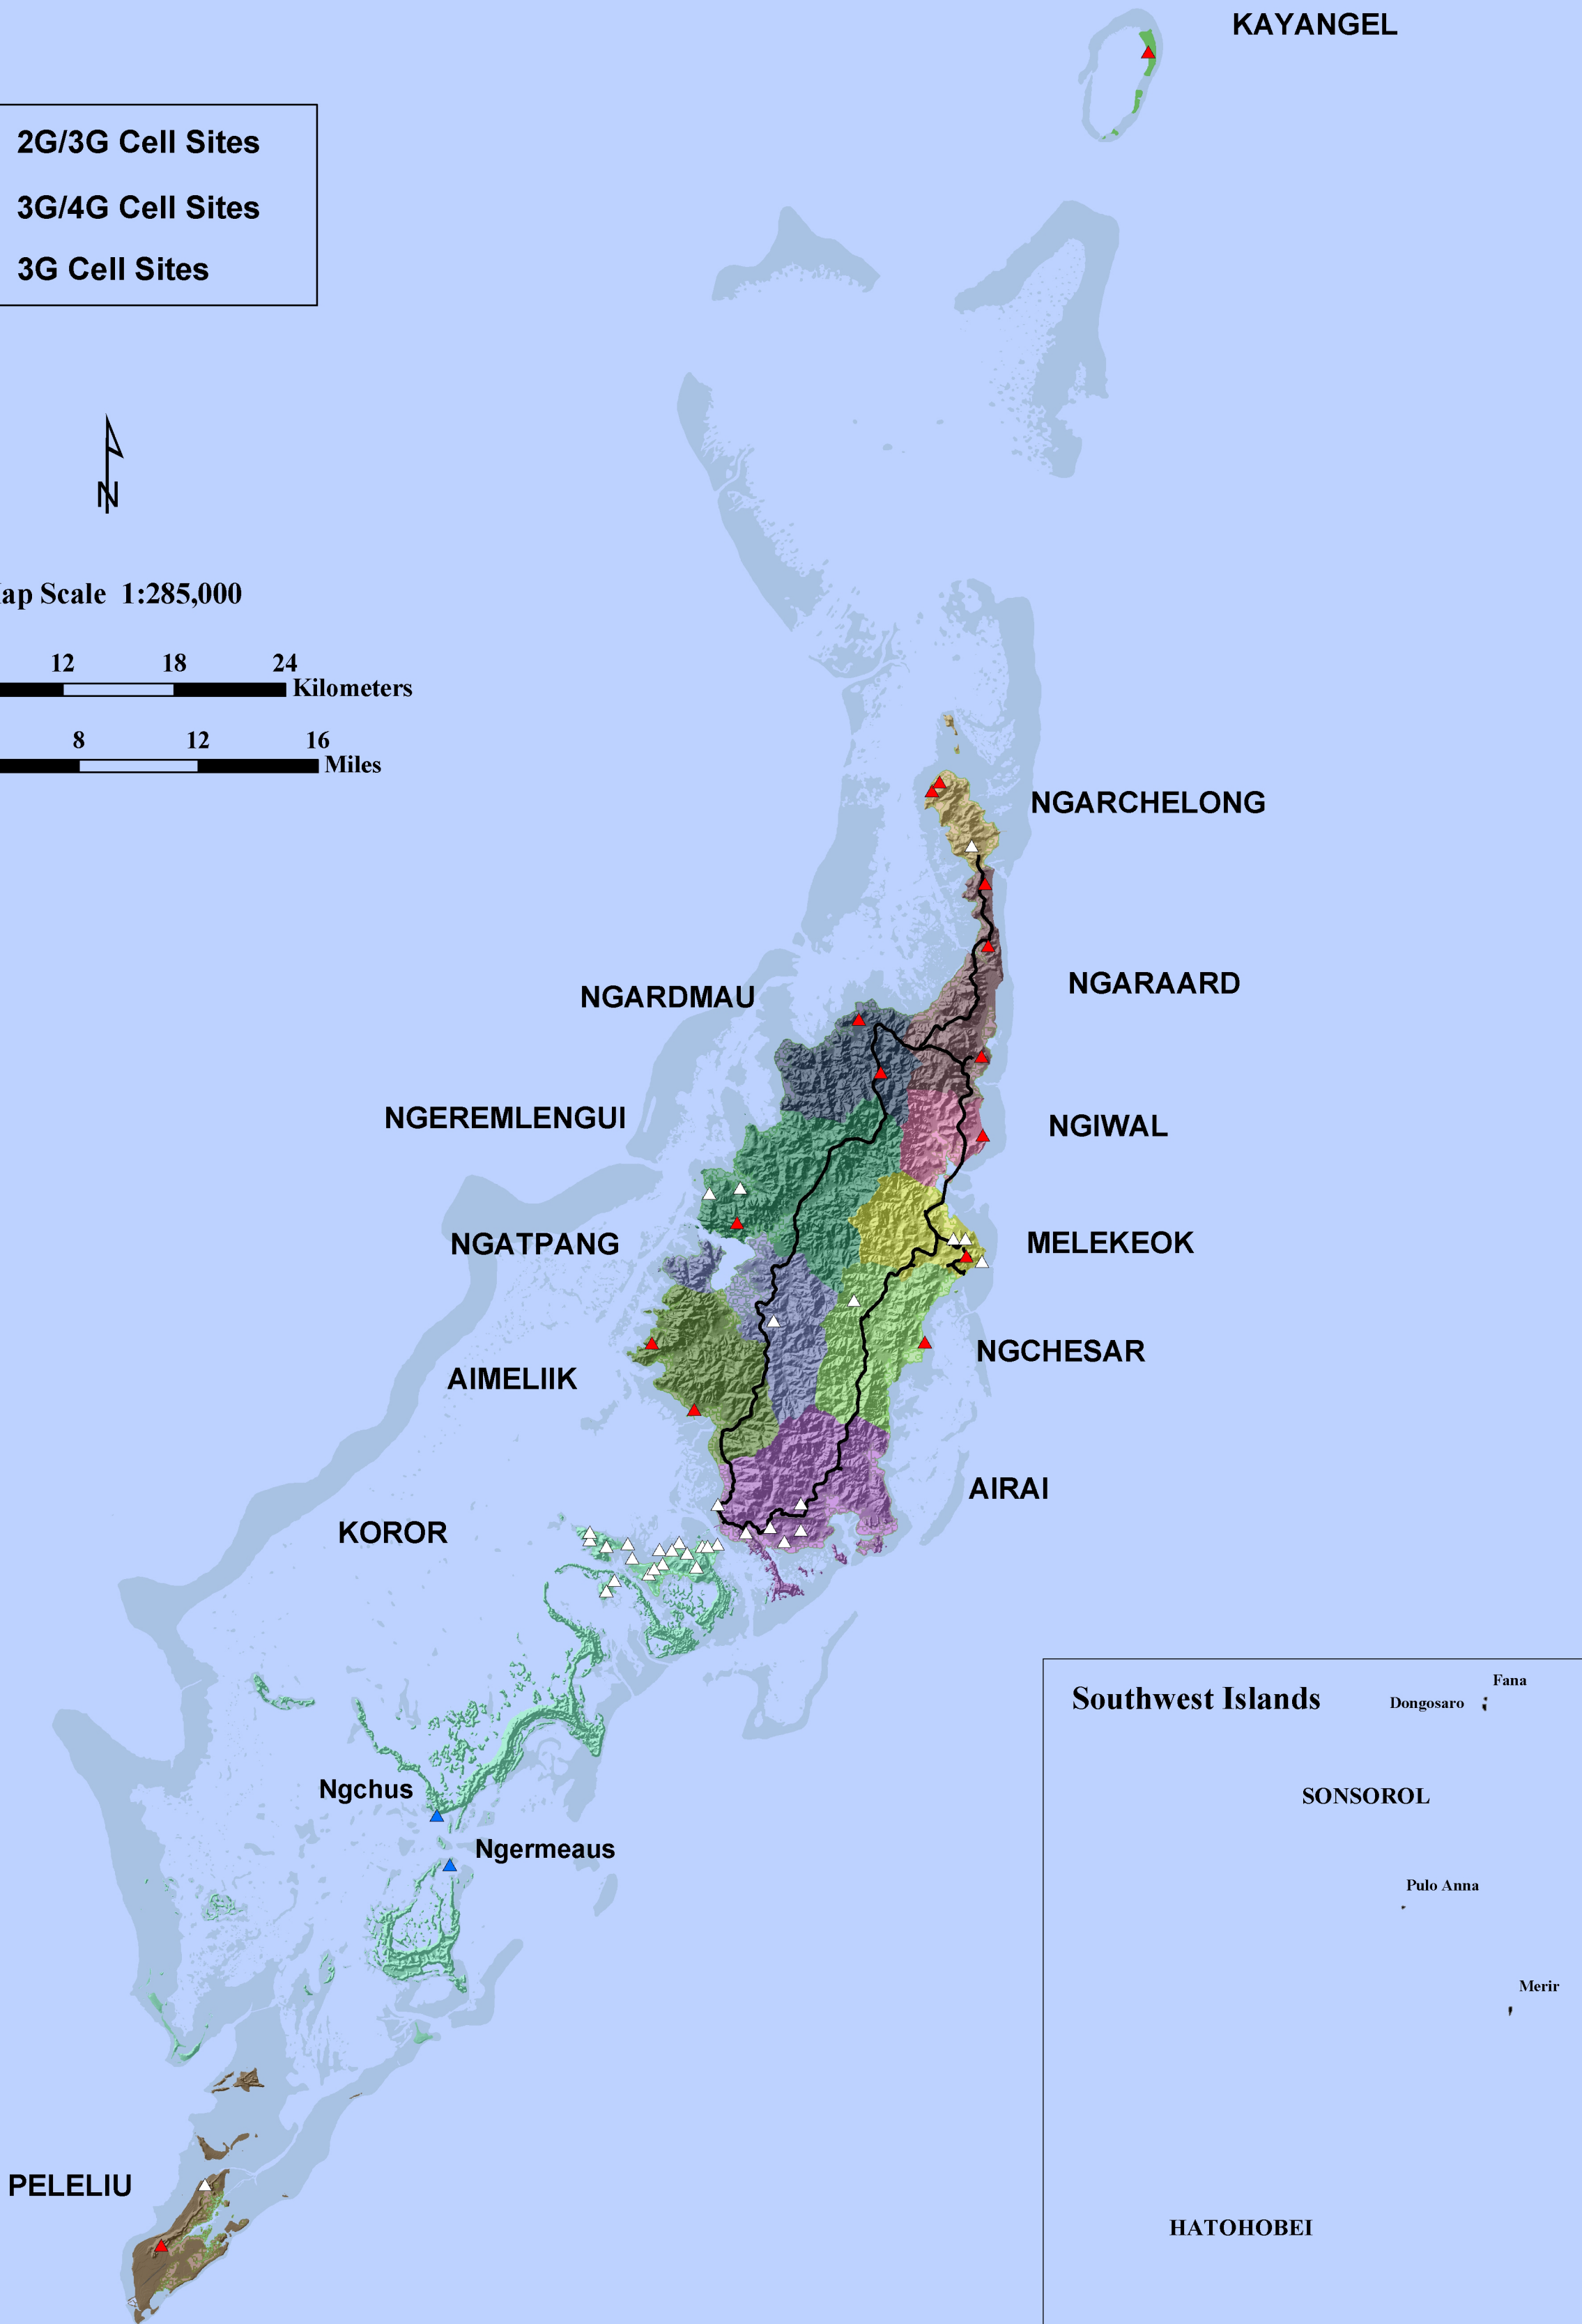 KAYANGEL
2G/3G Cell Sites
3G/4G Cell Sites
3G Cell Sites
N
ap Scale 1:285,000
12 18 24
Kilometers
8 12 16
Miles
NGARCHELONG
NGARAARD
NGARDMAU
NGEREMLENGUI
NGIWAL
NGATPANG
MELEKEOK
NGCHESAR
AIMELIIK
AIRAI
KOROR
Southwest Islands
Fana
Dongosaro
Ngchus
SONSOROL
Ngermeaus
Pulo Anna
Merir
PELELIU
HATOHOBEI